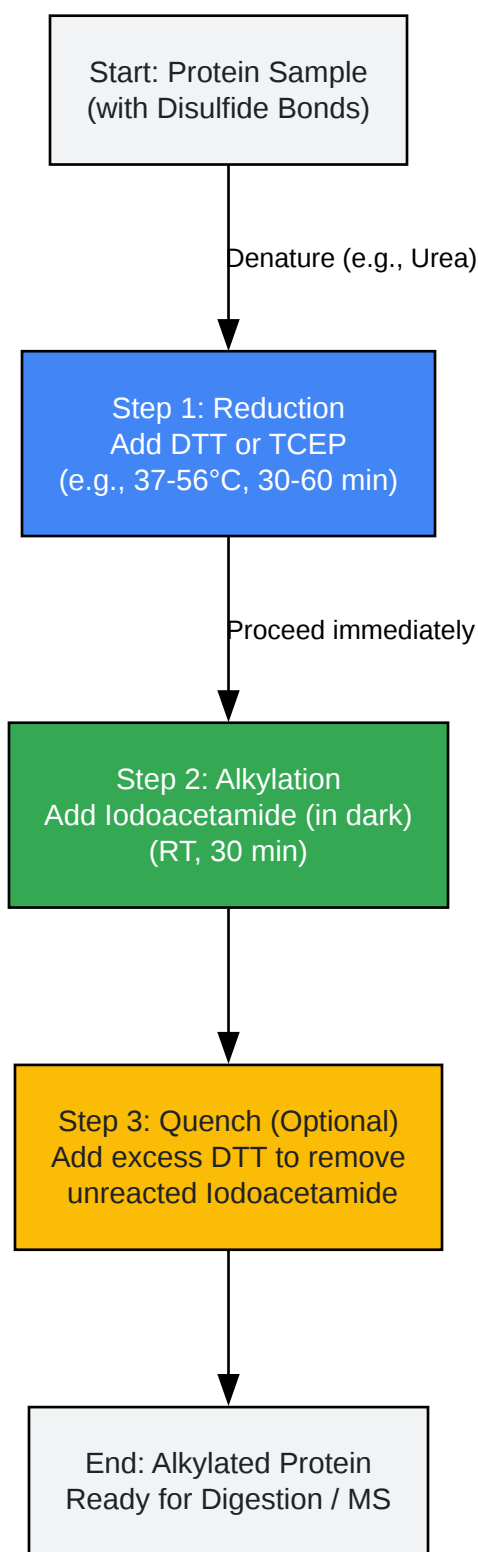 Start: Protein Sample
(with Disulfide Bonds)
Denature (e.g., Urea)
Step 1: Reduction
Add DTT or TCEP
(e.g., 37-56°C, 30-60 min)
Proceed immediately
Step 2: Alkylation
Add Iodoacetamide (in dark)
(RT, 30 min)
Step 3: Quench (Optional)
Add excess DTT to remove
unreacted Iodoacetamide
End: Alkylated Protein
Ready for Digestion / MS